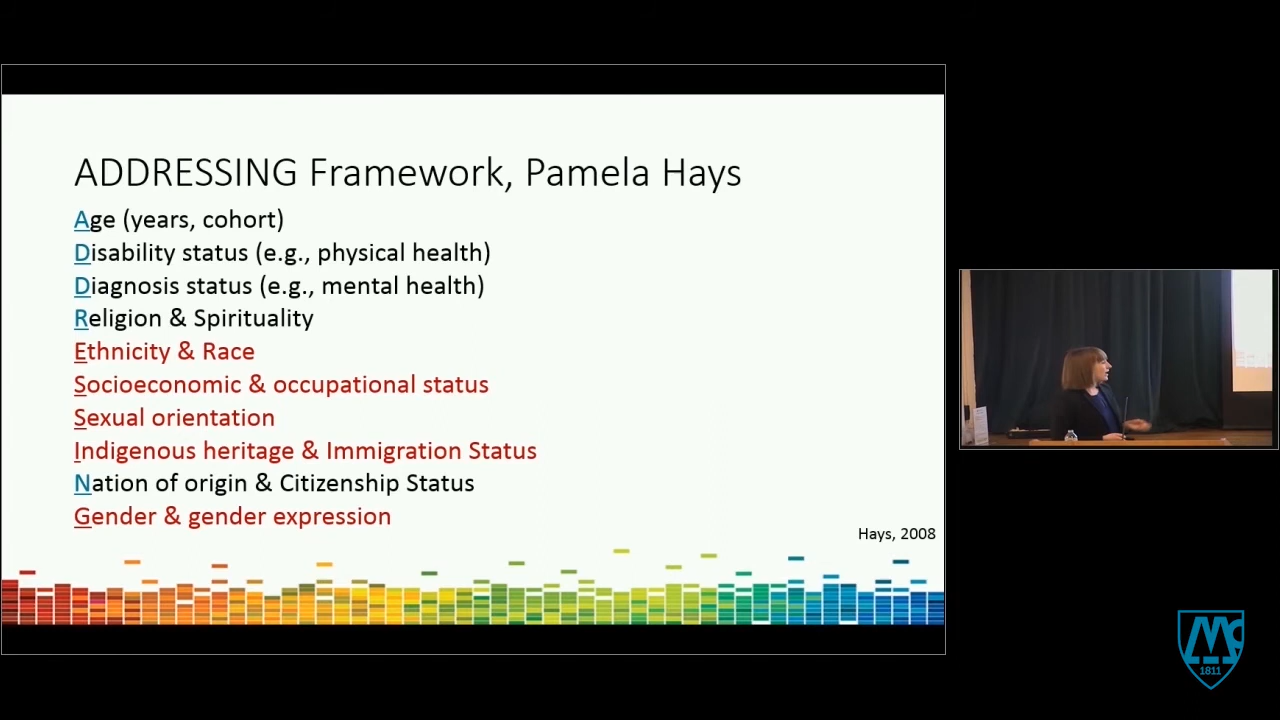 ADDRESSING Framework, Pamela Hays
Age (years, cohort)
Disability status (e.g., physical health)
Diagnosis status (e.g., mental health)
Religion & Spirituality
Ethnicity & Race
Socioeconomic & occupational status
Sexual orientation
Indigenous heritage & Immigration Status
Nation of origin & Citizenship Status
Gender & gender expression
Hays, 2008
Mc
1811